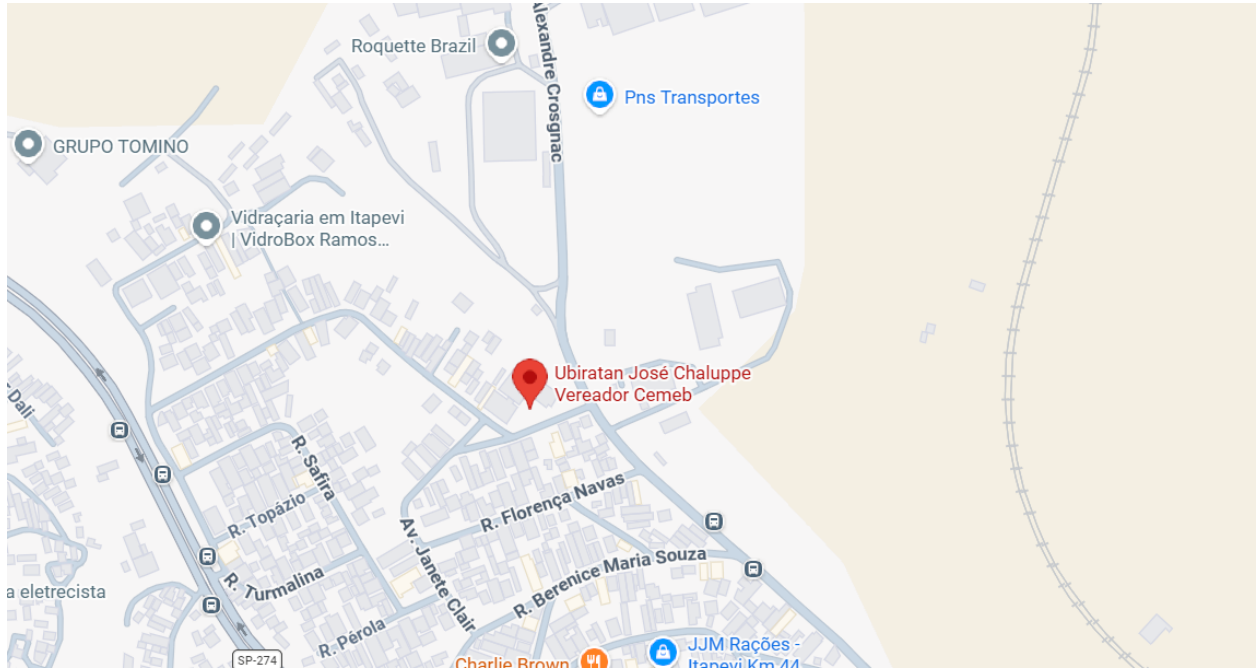 Alexandre Crosgnac
Roquette Brazil
Pns Transportes
GRUPO TOMINO
Vidraçaria em Itapevi
| VidroBox Ramos...
Ubiratan José Chaluppe
Vereador Cemeb
Dali
R. Safira
R. Topázio
R. Florença Navas
Av. Janete Clair
R. Turmalina
R. Berenice Maria Souza
a eletrecista
R. Pérola
SP-274
Charlie Brown
JJM Rações -
Itapevi Km 44